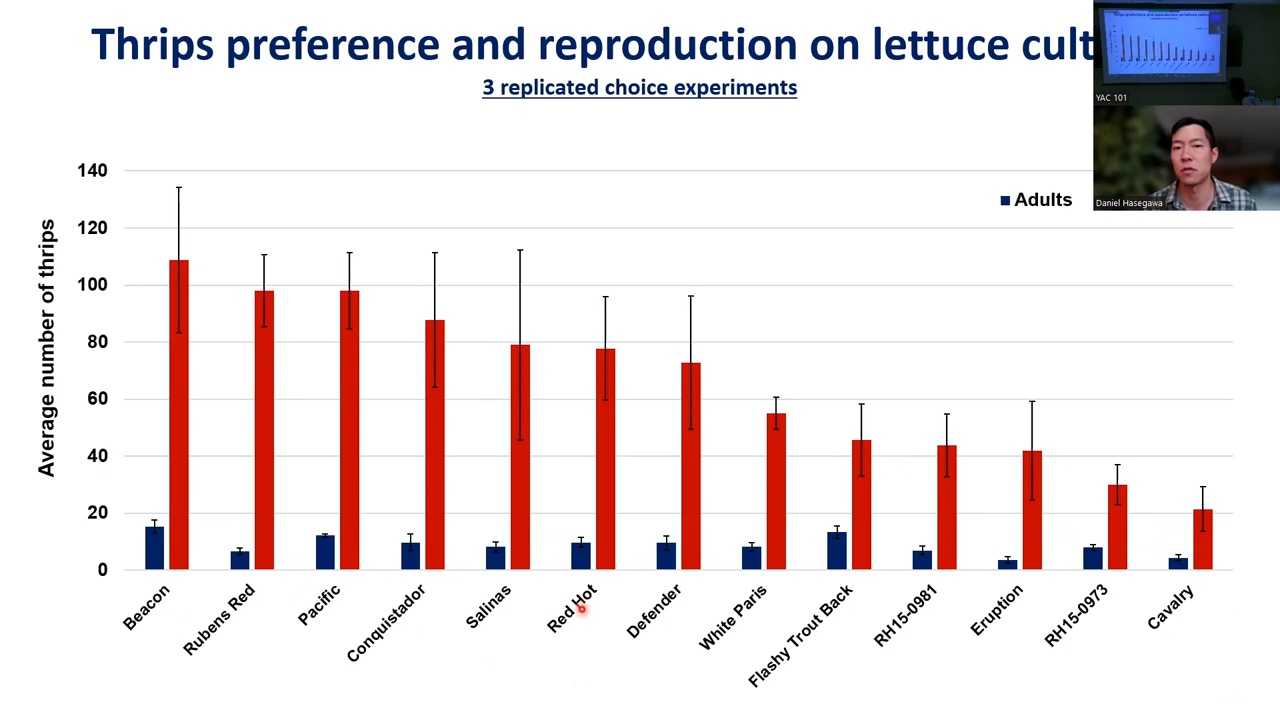 Thrips preference and reproduction on lettuce cult
3 replicated choice experiments
YAC 101
Daniel Hasegawa
Adults
Average number of thrips
140
120
100
80
60
40
20
0
Beacon
Rubens Red
Pacific
Conquistador
Salinas
Red Hot
Defender
White Paris
Flashy Trout Back
RH15-0981
Eruption
RH15-0973
Cavalry